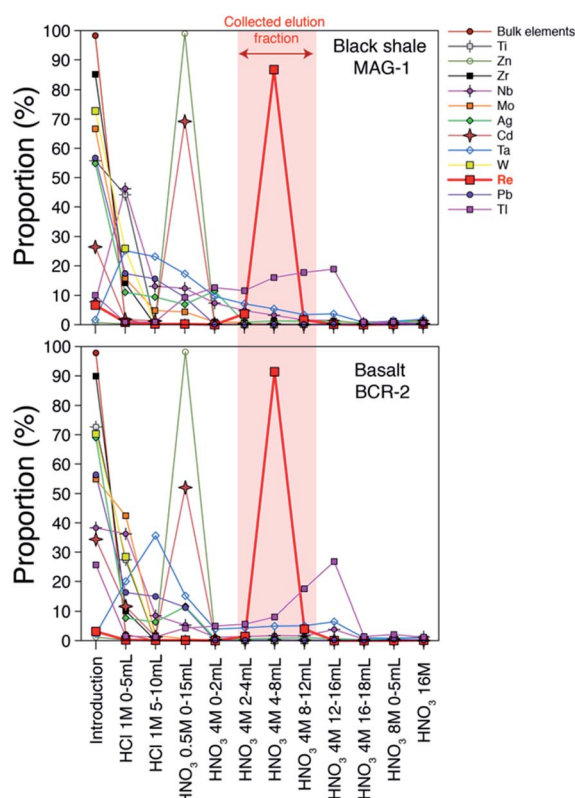 Collected elution
fraction
Black shale
MAG-1
Proportion (%)
100
90
80
70
60
50
40
30
20
10
0
Bulk elements
Ti
Zn
Zr
Nb
Mo
Ag
Cd
Ta
W
Re
Pb
Tl
Basalt
BCR-2
Proportion (%)
100
90
80
70
60
50
40
30
20
10
0
Introduction
HCl 1M 0-5mL
HCl 1M 5-10mL
HNO3 0.5M 0-15mL
HNO3 4M 0-2mL
HNO3 4M 2-4mL
HNO3 4M 4-8mL
HNO3 4M 8-12mL
HNO3 4M 12-16mL
HNO3 4M 16-18mL
HNO3 8M 0-5mL
HNO3 16M